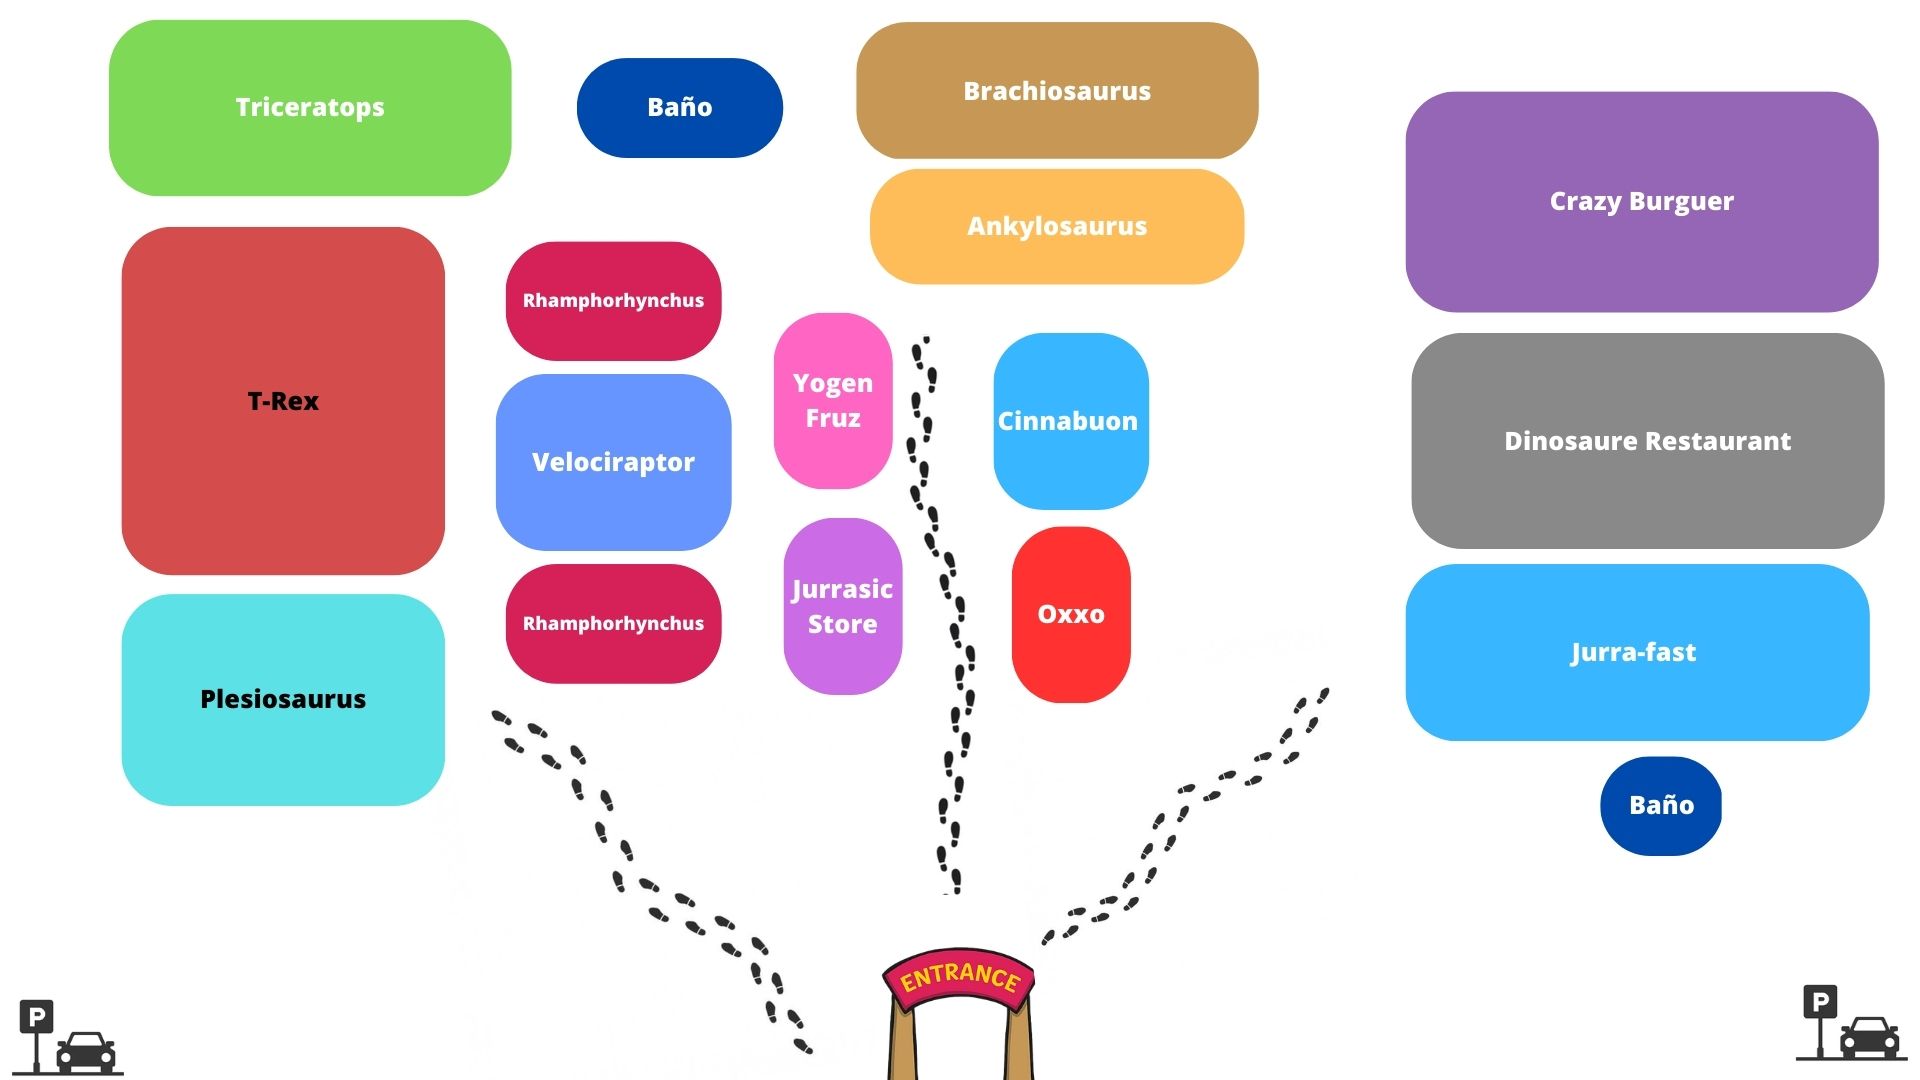 Triceratops
Baño
Brachiosaurus
Crazy Burguer
Ankylosaurus
T-Rex
Rhamphorhynchus
Yogen
Fruz
Cinnabuon
Dinosaure Restaurant
Velociraptor
Jurrasic
Store
Oxxo
Rhamphorhynchus
Jurra-fast
Plesiosaurus
Baño
ENTRANCE
P
P